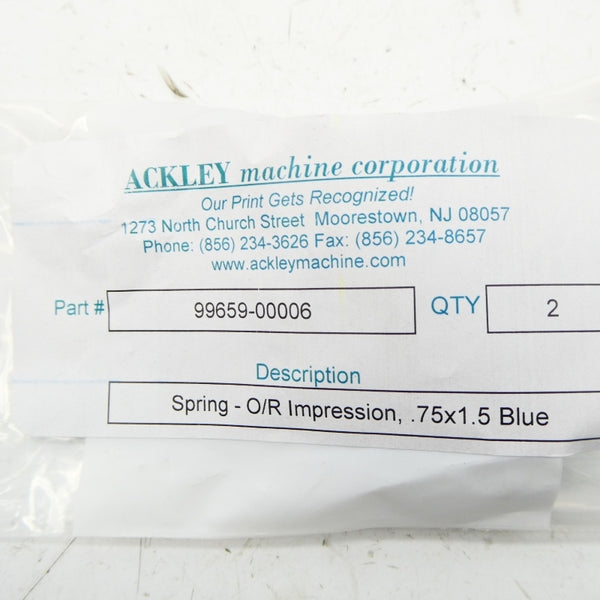 ACKLEY machine corporation
Our Print Gets Recognized!
1273 North Church Street Moorestown, NJ 08057
Phone: (856) 234-3626 Fax: (856) 234-8657
www.ackleymachine.com
Part # 99659-00006 QTY 2
Description
Spring - O/R Impression, .75x1.5 Blue